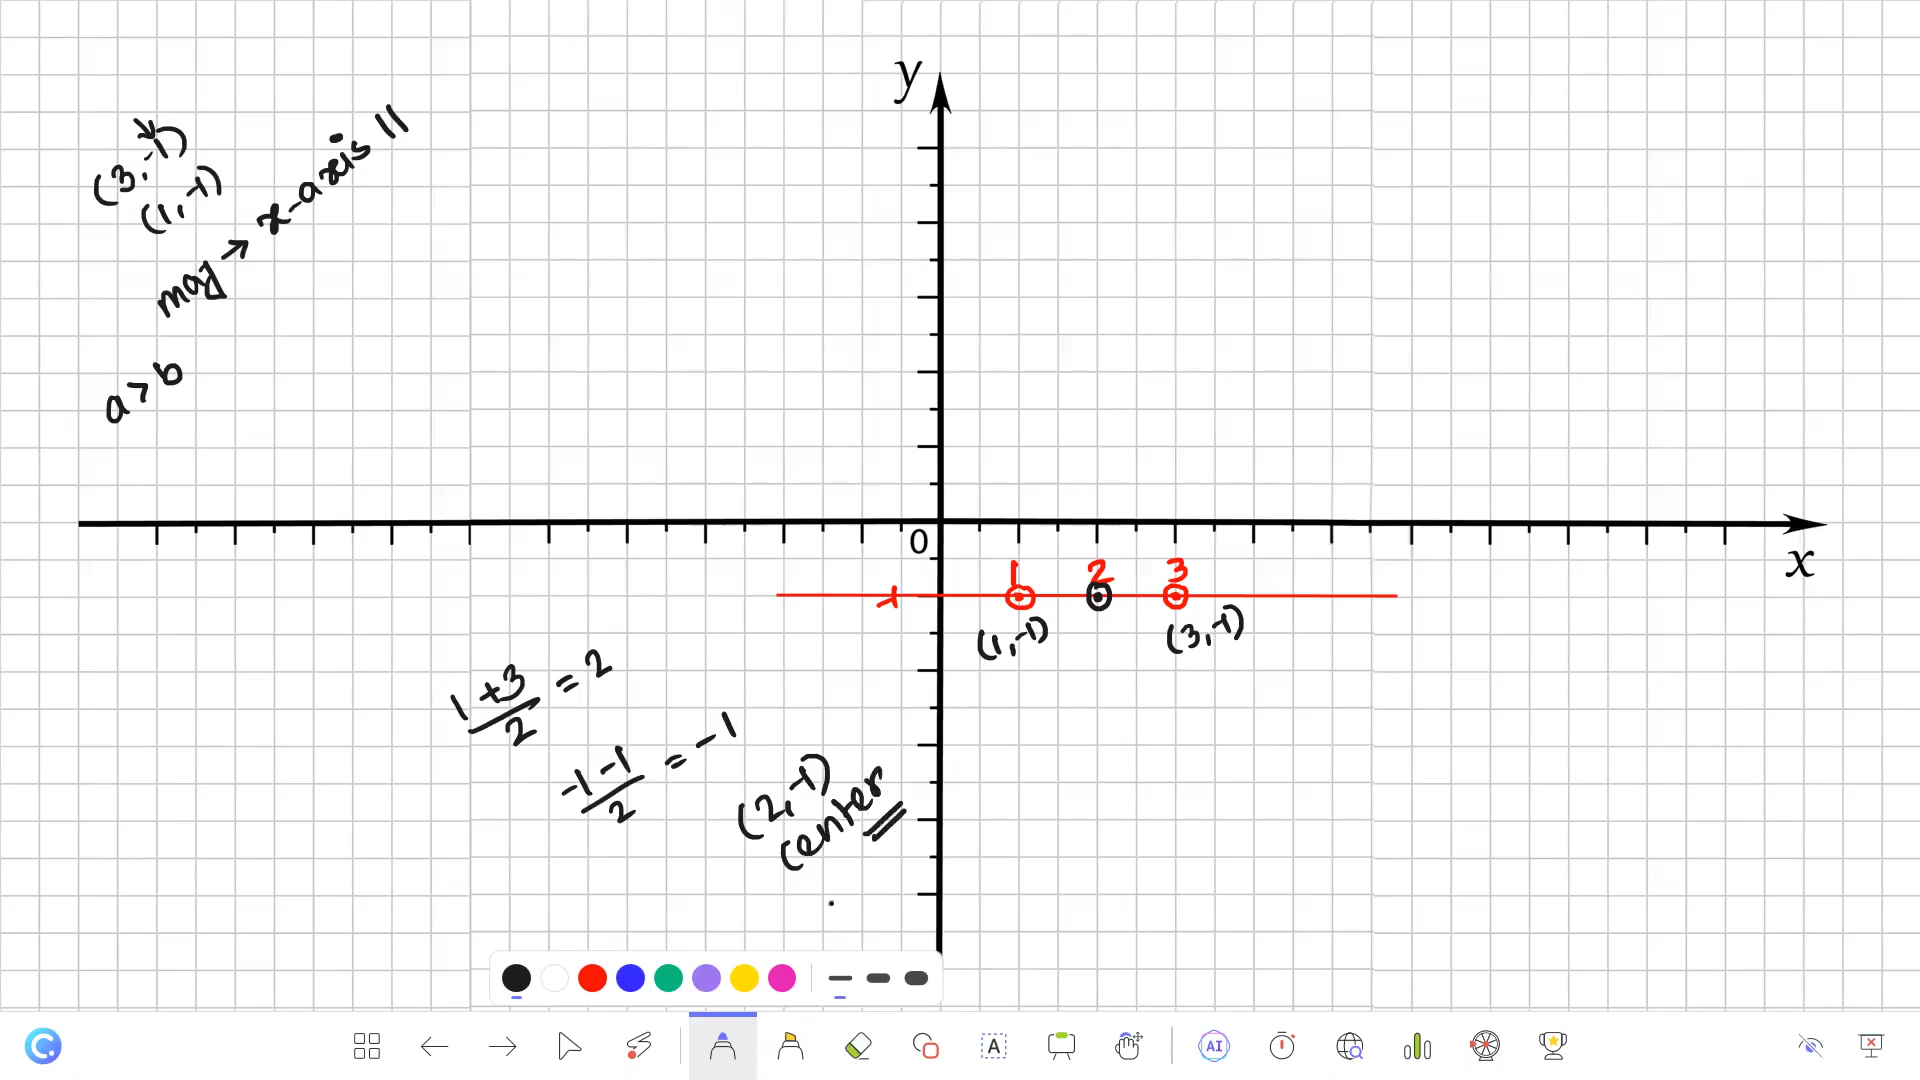 y
(3, -1)
(1, -1)
maj → x-axis ||
a > b
0
x
1 2 3
-1
(1, -1)
(3, -1)
1+3/2 = 2
-1-1/2 = -1
(2, -1)
center
A
AI